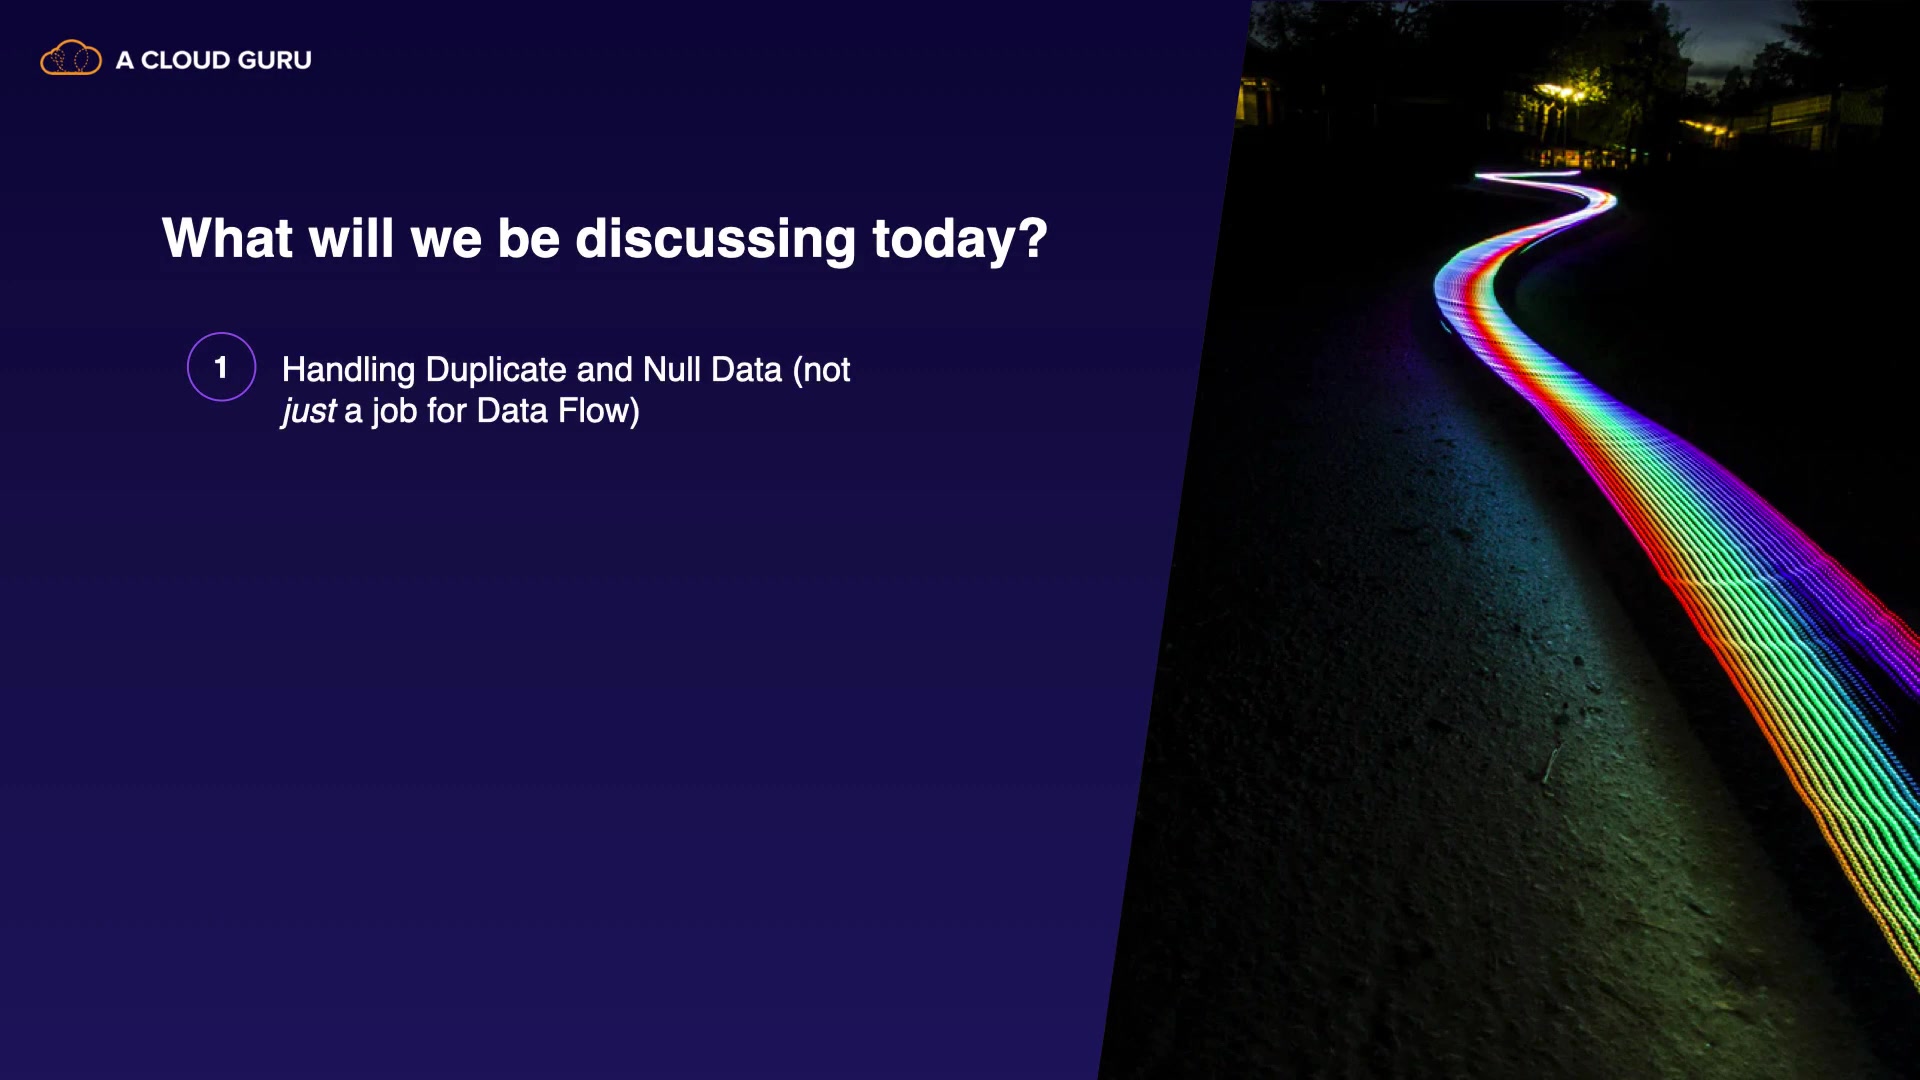 A CLOUD GURU
What will we be discussing today?
1
Handling Duplicate and Null Data (not
just a job for Data Flow)